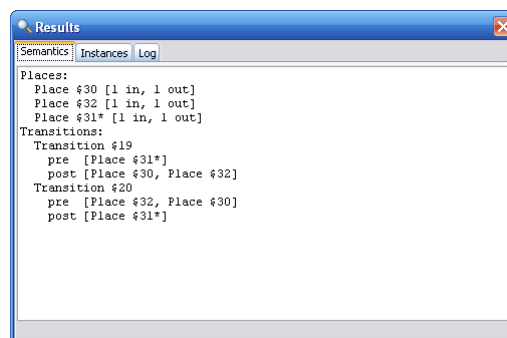 Results
Semantics Instances Log
Places:
Place $30 [1 in, 1 out]
Place $32 [1 in, 1 out]
Place $31* [1 in, 1 out]
Transitions:
Transition $19
pre [Place $31*]
post [Place $30, Place $32]
Transition $20
pre [Place $32, Place $30]
post [Place $31*]